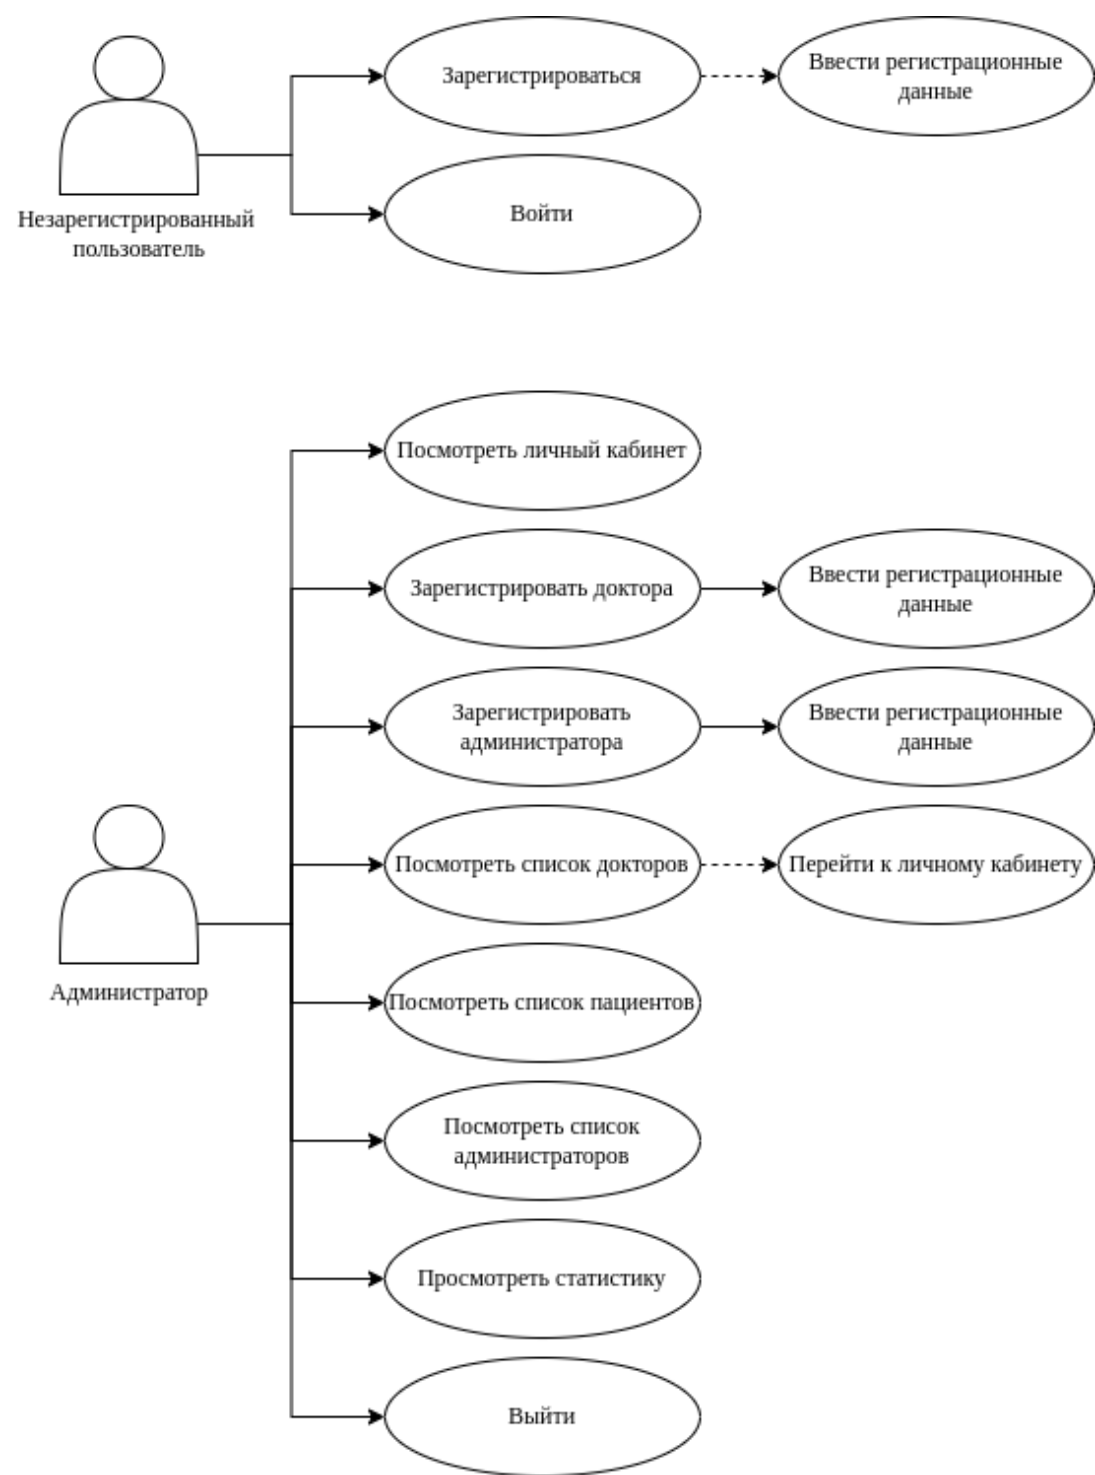 Зарегистрироваться
Ввести регистрационные
данные
Войти
Незарегистрированный
пользователь
Посмотреть личный кабинет
Зарегистрировать доктора
Ввести регистрационные
данные
Зарегистрировать
администратора
Ввести регистрационные
данные
Посмотреть список докторов
Перейти к личному кабинету
Администратор
Посмотреть список пациентов
Посмотреть список
администраторов
Просмотреть статистику
Выйти